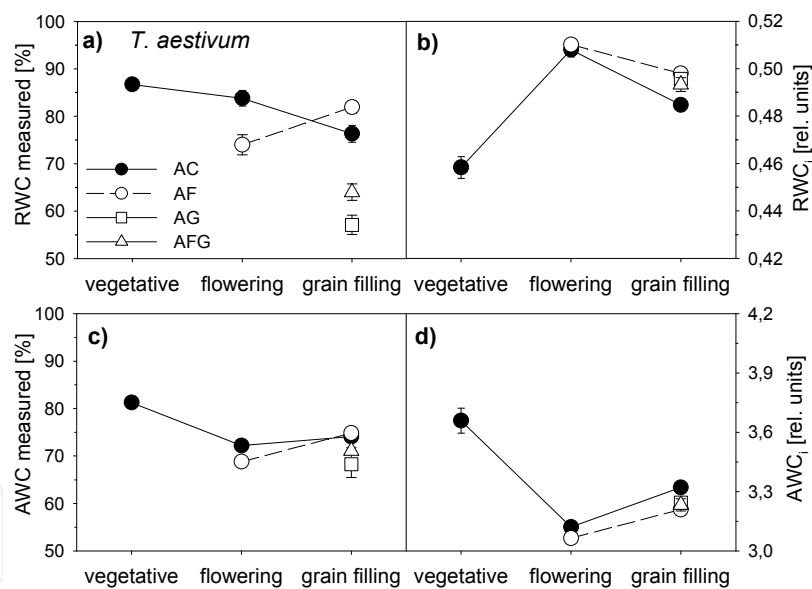 a) T. aestivum
b)
RWC measured [%]
100
90
80
70
60
50
AC
AF
AG
AFG
0,52
0,50
0,48
0,46
0,44
0,42
RWCi [rel. units]
vegetative flowering grain filling
vegetative flowering grain filling
c)
d)
AWC measured [%]
100
90
80
70
60
50
4,2
3,9
3,6
3,3
3,0
AWCi [rel. units]
vegetative flowering grain filling
vegetative flowering grain filling